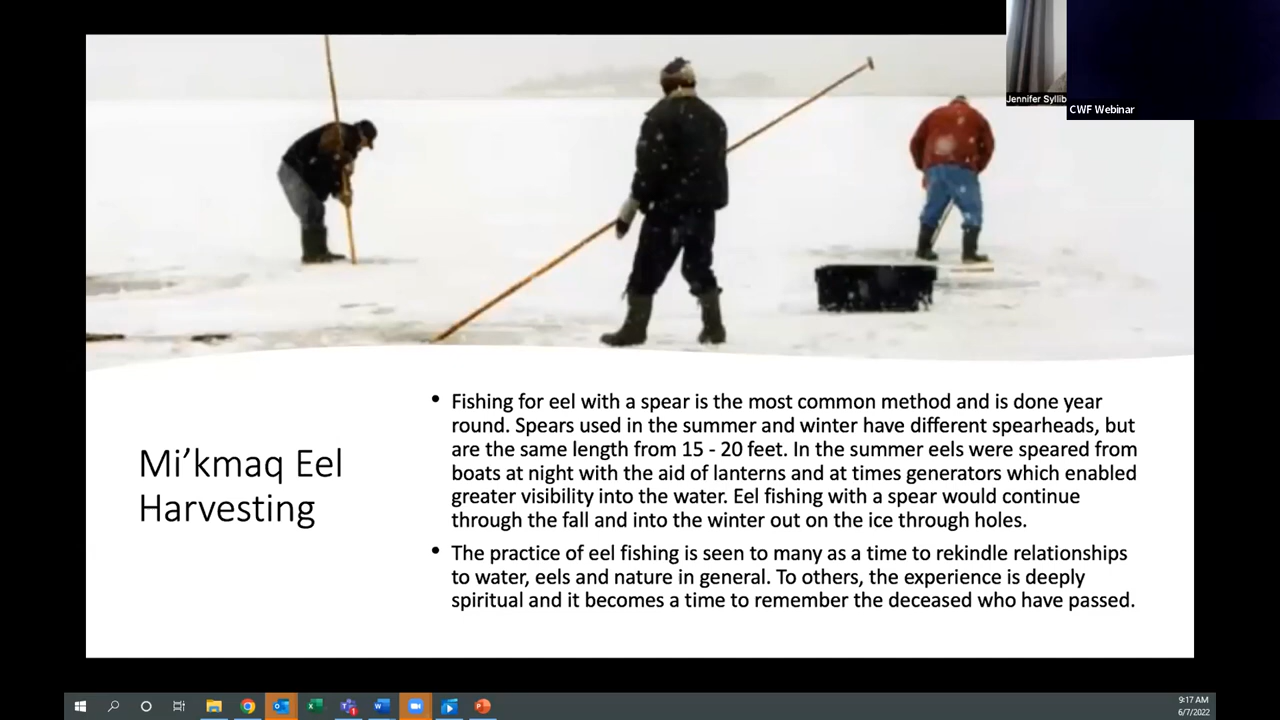 Jennifer Syllib
CWF Webinar
Mi'kmaq Eel
Harvesting
• Fishing for eel with a spear is the most common method and is done year
round. Spears used in the summer and winter have different spearheads, but
are the same length from 15 - 20 feet. In the summer eels were speared from
boats at night with the aid of lanterns and at times generators which enabled
greater visibility into the water. Eel fishing with a spear would continue
through the fall and into the winter out on the ice through holes.
• The practice of eel fishing is seen to many as a time to rekindle relationships
to water, eels and nature in general. To others, the experience is deeply
spiritual and it becomes a time to remember the deceased who have passed.
9:17 AM
6/7/2022